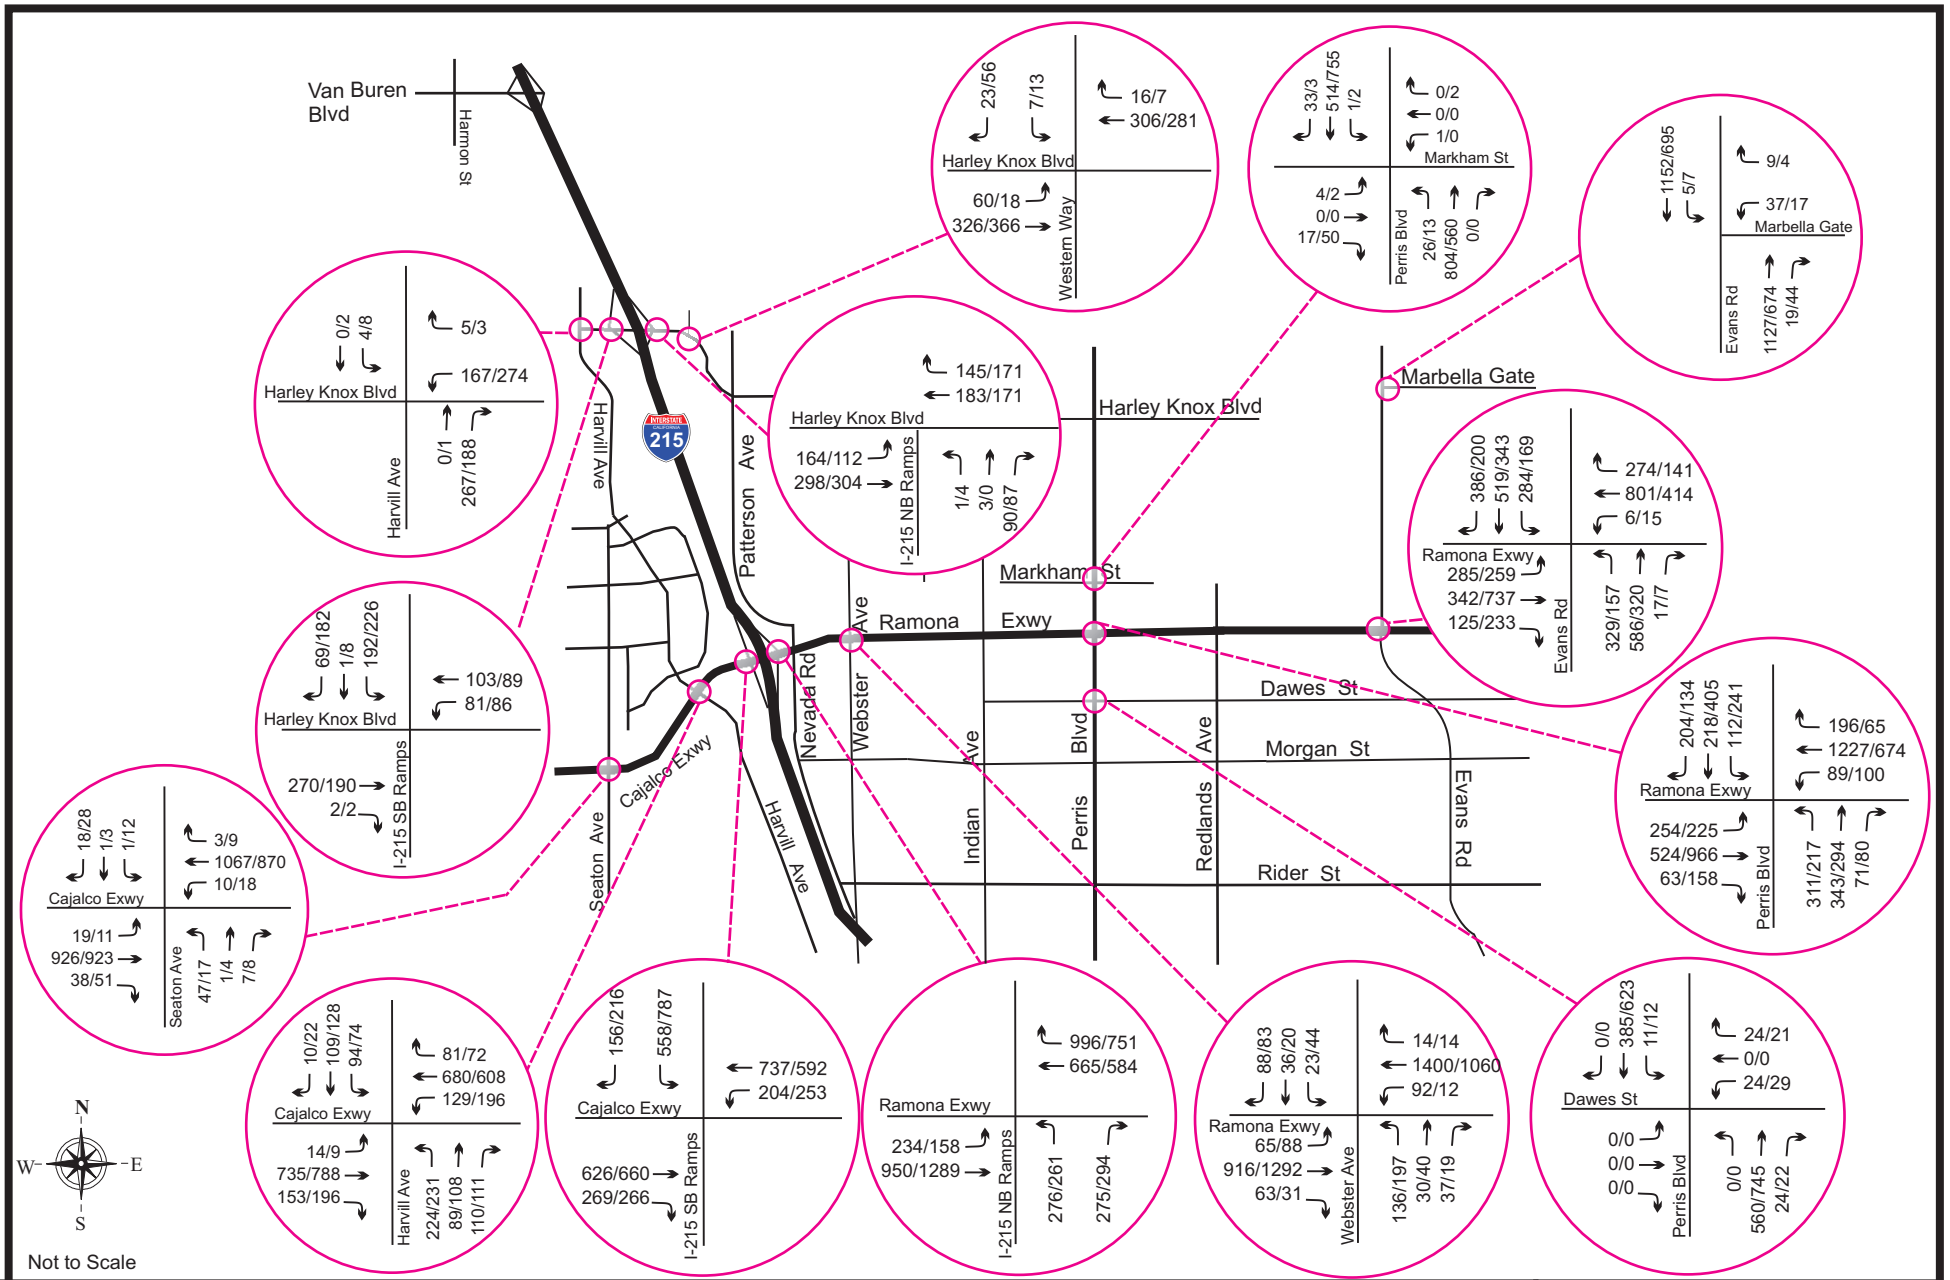 Van Buren
Blvd
Harmon St
23/56
7/13
16/7
306/281
Harley Knox Blvd
60/18
326/366
Western Way
33/3
514/755
1/2
0/2
0/0
1/0
Markham St
4/2
0/0
17/50
Perris Blvd
26/13
804/560
0/0
1152/695
5/7
9/4
37/17
Marbella Gate
Evans Rd
1127/674
19/44
0/2
4/8
5/3
167/274
Harley Knox Blvd
Harvill Ave
0/1
267/188
145/171
183/171
Harley Knox Blvd
164/112
298/304
I-215 NB Ramps
1/4
3/0
90/87
386/200
519/343
284/169
274/141
801/414
6/15
Ramona Exwy
285/259
342/737
125/233
Evans Rd
329/157
586/320
17/7
69/182
1/8
192/226
103/89
81/86
Harley Knox Blvd
270/190
2/2
I-215 SB Ramps
204/134
218/405
112/241
196/65
1227/674
89/100
Ramona Exwy
254/225
524/966
63/158
Perris Blvd
311/217
343/294
71/80
18/28
1/3
1/12
3/9
1067/870
10/18
Cajalco Exwy
19/11
926/923
38/51
Seaton Ave
47/17
1/4
7/8
10/22
109/128
94/74
81/72
680/608
129/196
Cajalco Exwy
14/9
735/788
153/196
Harvill Ave
224/231
89/108
110/111
156/216
558/787
737/592
204/253
Cajalco Exwy
626/660
269/266
I-215 SB Ramps
996/751
665/584
Ramona Exwy
234/158
950/1289
I-215 NB Ramps
276/261
275/294
88/83
36/20
23/44
14/14
1400/1060
92/12
Ramona Exwy
65/88
916/1292
63/31
Webster Ave
136/197
30/40
37/19
0/0
385/623
11/12
24/21
0/0
24/29
Dawes St
0/0
0/0
0/0
Perris Blvd
0/0
560/745
24/22
INTERSTATE
CALIFORNIA
215
Harvill Ave
Patterson Ave
Harley Knox Blvd
Marbella Gate
Markham St
Ramona Exwy
Nevada Rd
Webster Ave
Dawes St
Morgan St
Rider St
Indian Ave
Perris Blvd
Redlands Ave
Evans Rd
Cajalco Exwy
Seaton Ave
Harvill Ave
N
W
E
S
Not to Scale